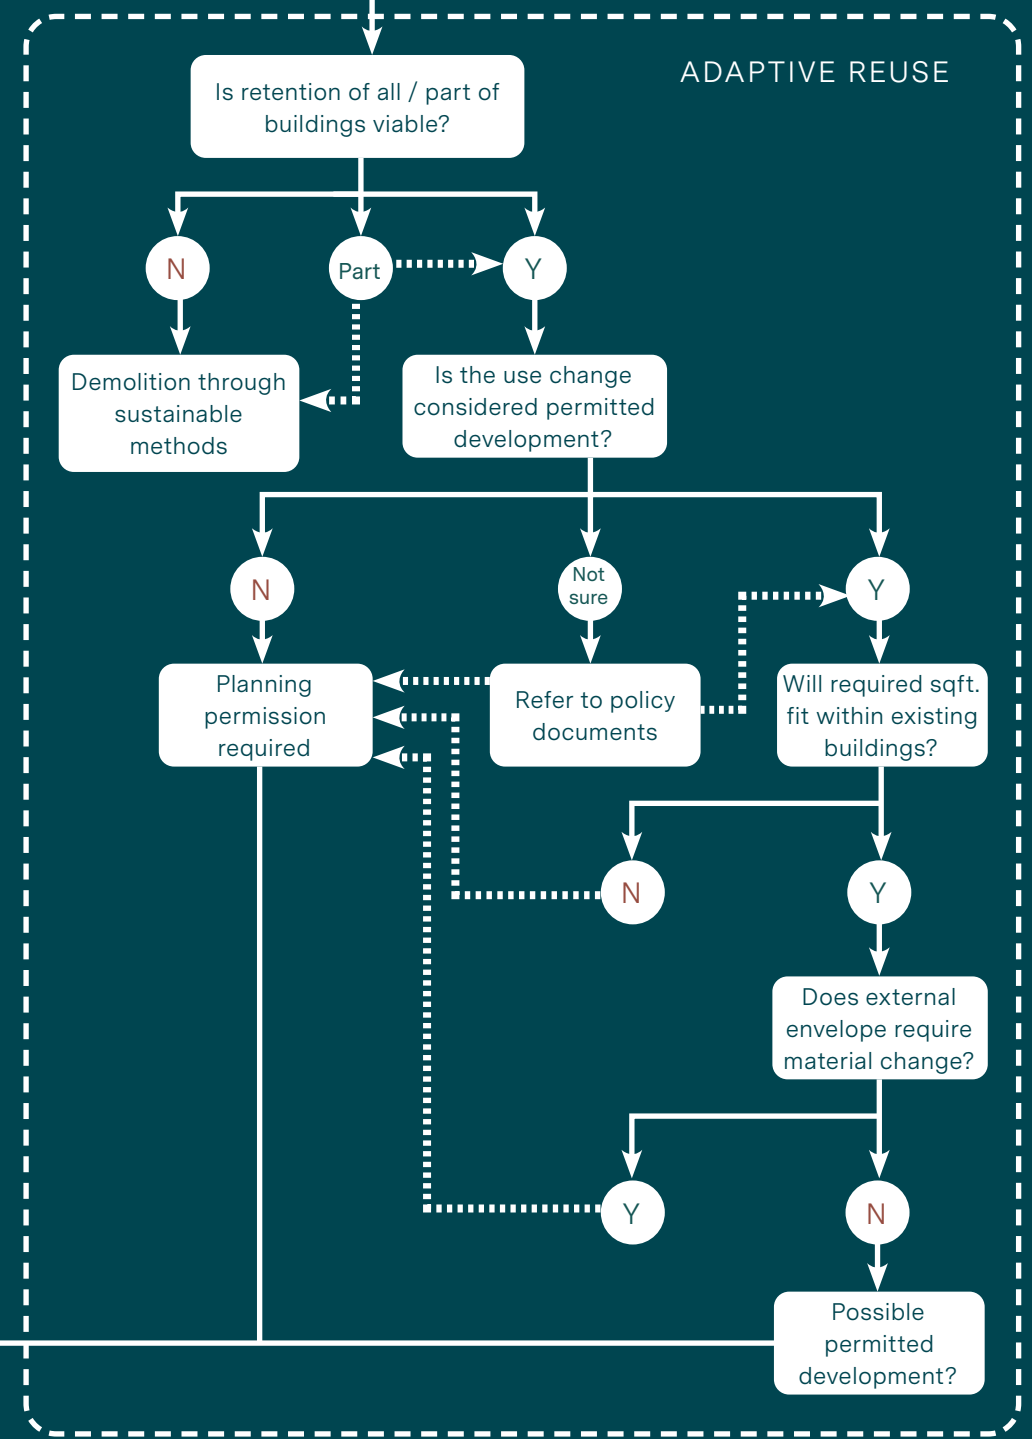 ADAPTIVE REUSE
Is retention of all / part of
buildings viable?
N
Part
Y
Demolition through
sustainable
methods
Is the use change
considered permitted
development?
N
Not
sure
Y
Planning
permission
required
Refer to policy
documents
Will required sqft.
fit within existing
buildings?
N
Y
Does external
envelope require
material change?
Y
N
Possible
permitted
development?